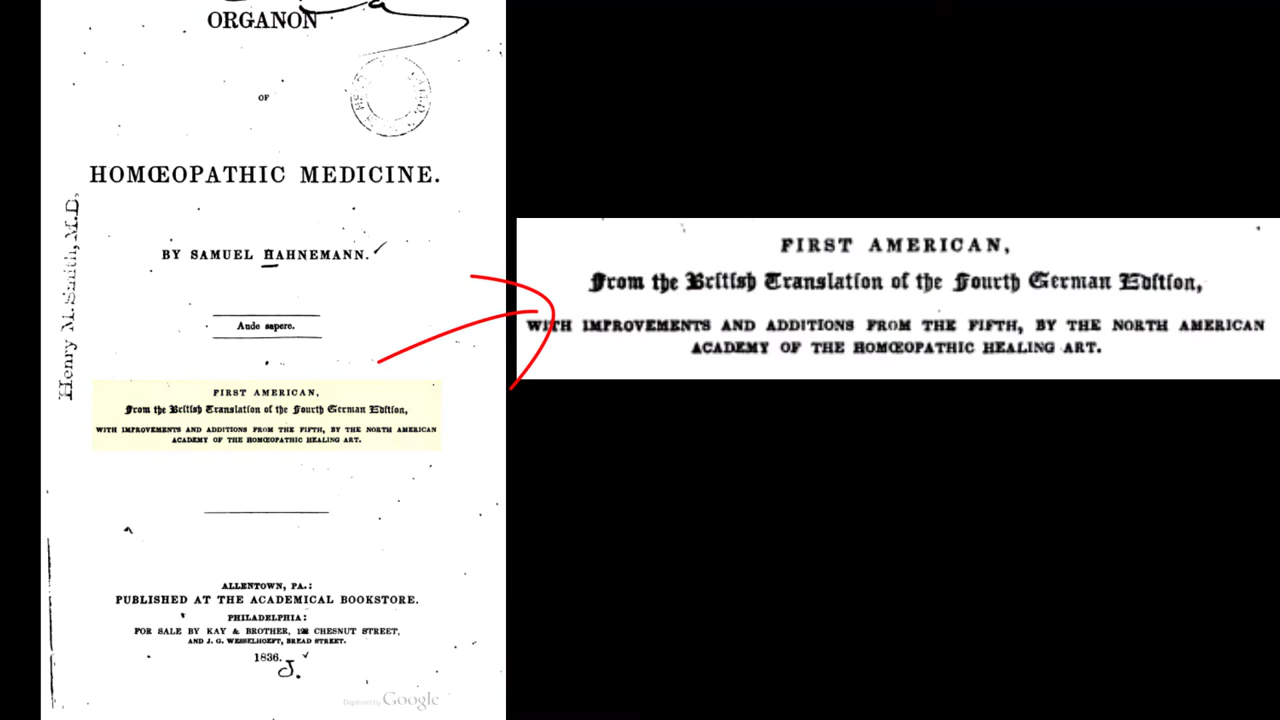 ORGANON
OF
HOMŒOPATHIC MEDICINE.
BY SAMUEL HAHNEMANN.
Aude sapere.
FIRST AMERICAN,
From the British Translation of the Fourth German Edition,
WITH IMPROVEMENTS AND ADDITIONS FROM THE FIFTH, BY THE NORTH AMERICAN
ACADEMY OF THE HOMŒOPATHIC HEALING ART.
ALLENTOWN, PA.:
PUBLISHED AT THE ACADEMICAL BOOKSTORE.
PHILADELPHIA:
FOR SALE BY KAY & BROTHER, 122 CHESNUT STREET,
AND J. G. WESSELHOEFT, BREAD STREET.
1836.
J.
Digitized by Google
Henry M. Smith, M.D,
FIRST AMERICAN,
From the British Translation of the Fourth German Edition,
WITH IMPROVEMENTS AND ADDITIONS FROM THE FIFTH, BY THE NORTH AMERICAN
ACADEMY OF THE HOMŒOPATHIC HEALING ART.